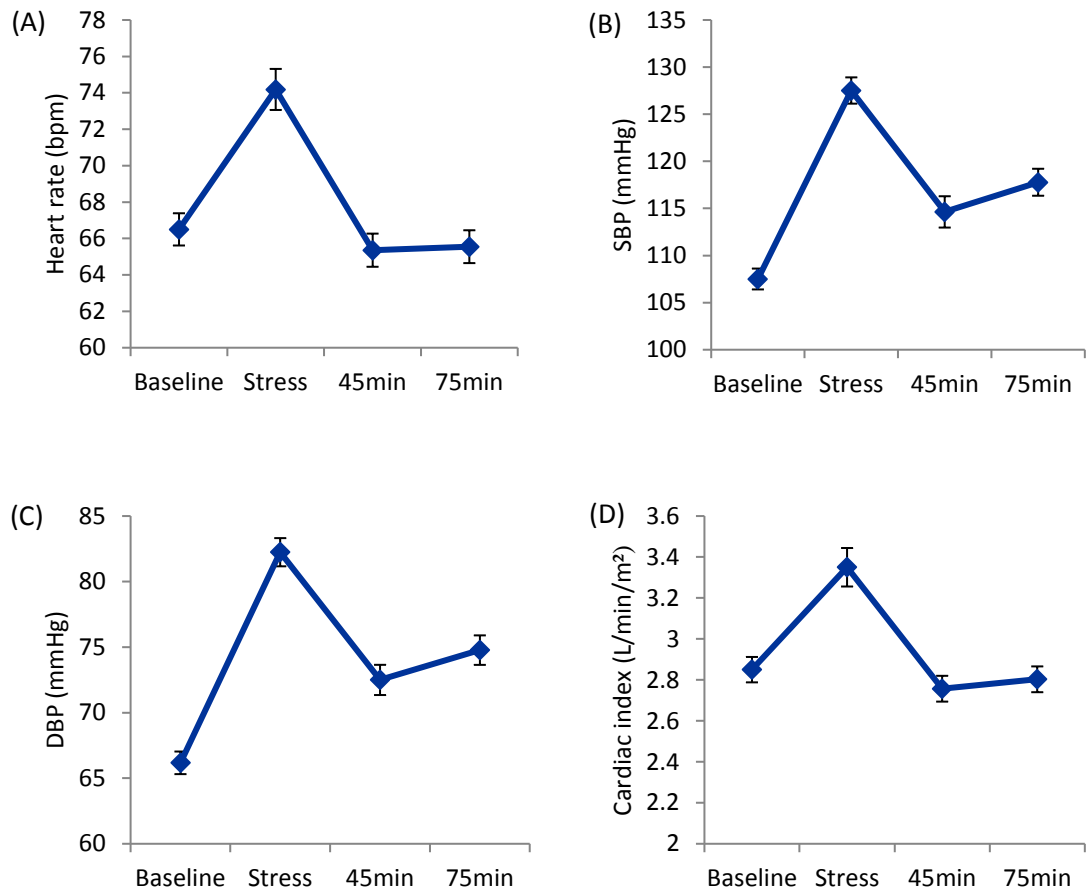 (A)
Heart rate (bpm)
78
76
74
72
70
68
66
64
62
60
Baseline Stress 45min 75min
(B)
SBP (mmHg)
135
130
125
120
115
110
105
100
Baseline Stress 45min 75min
(C)
DBP (mmHg)
85
80
75
70
65
60
Baseline Stress 45min 75min
(D)
Cardiac index (L/min/m²)
3.6
3.4
3.2
3
2.8
2.6
2.4
2.2
2
Baseline Stress 45min 75min